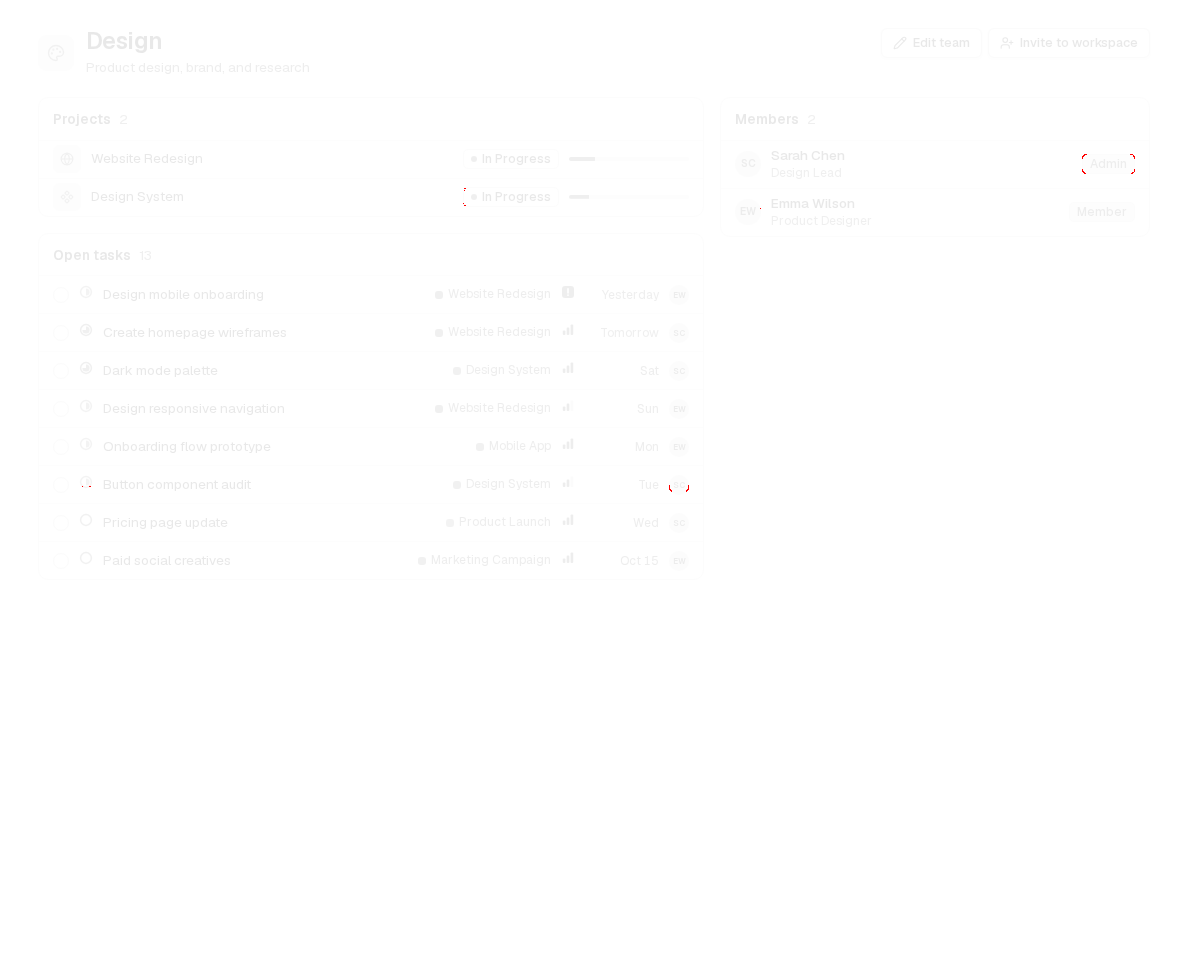 Design
Product design, brand, and research
Edit team
Invite to workspace
Projects 2
Website Redesign In Progress
Design System In Progress
Members 2
SC Sarah Chen Admin
Design Lead
EW Emma Wilson Member
Product Designer
Open tasks 13
Design mobile onboarding Website Redesign Yesterday EW
Create homepage wireframes Website Redesign Tomorrow SC
Dark mode palette Design System Sat SC
Design responsive navigation Website Redesign Sun EW
Onboarding flow prototype Mobile App Mon EW
Button component audit Design System Tue SC
Pricing page update Product Launch Wed SC
Paid social creatives Marketing Campaign Oct 15 EW